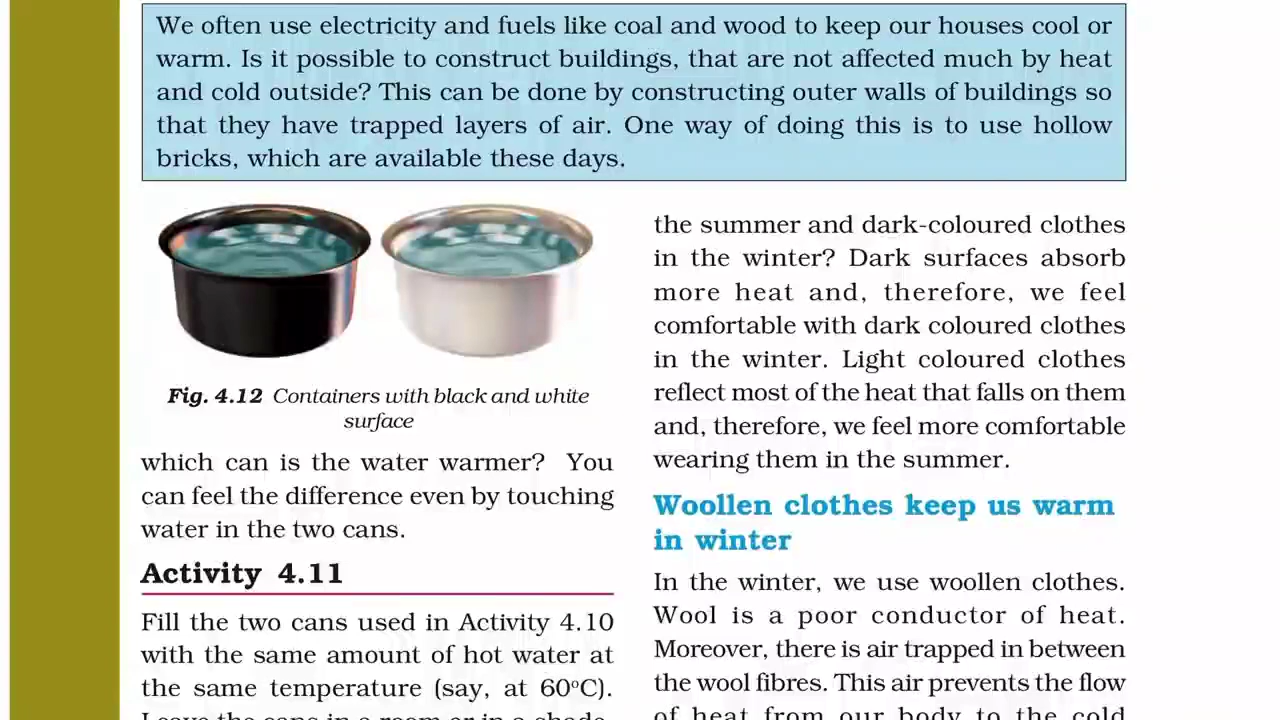 We often use electricity and fuels like coal and wood to keep our houses cool or
warm. Is it possible to construct buildings, that are not affected much by heat
and cold outside? This can be done by constructing outer walls of buildings so
that they have trapped layers of air. One way of doing this is to use hollow
bricks, which are available these days.
Fig. 4.12 Containers with black and white
surface
which can is the water warmer? You
can feel the difference even by touching
water in the two cans.
Activity 4.11
Fill the two cans used in Activity 4.10
with the same amount of hot water at
the same temperature (say, at 60°C).
Leave the cans in a room or in a shade.
the summer and dark-coloured clothes
in the winter? Dark surfaces absorb
more heat and, therefore, we feel
comfortable with dark coloured clothes
in the winter. Light coloured clothes
reflect most of the heat that falls on them
and, therefore, we feel more comfortable
wearing them in the summer.
Woollen clothes keep us warm
in winter
In the winter, we use woollen clothes.
Wool is a poor conductor of heat.
Moreover, there is air trapped in between
the wool fibres. This air prevents the flow
of heat from our body to the cold